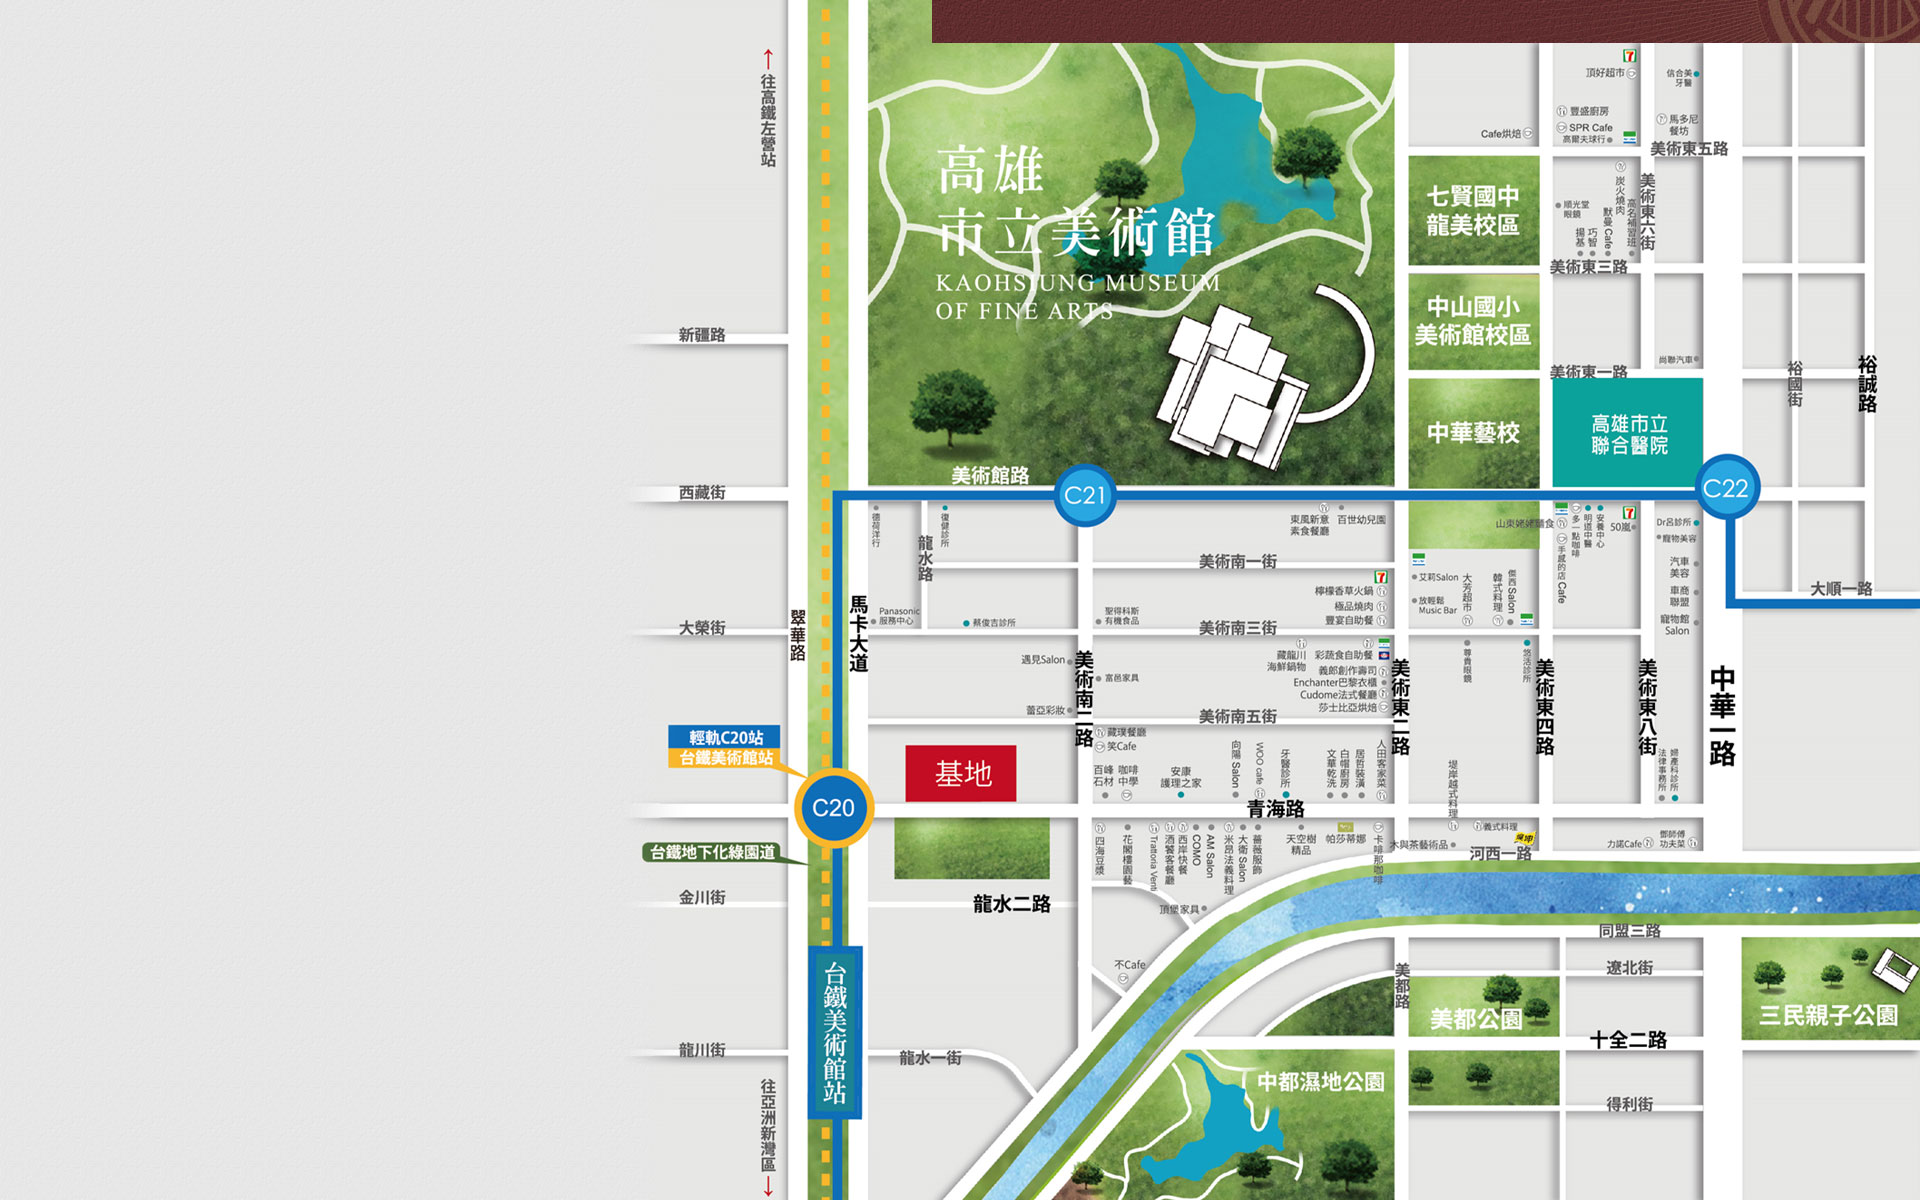 往高鐵左營站
頂好超市
信合美
牙醫
豐盛廚房
SPR Cafe
高爾夫球行
馬多尼
餐坊
Cafe烘焙
美術東五路
高雄
市立美術館
KAOHSIUNG MUSEUM
OF FINE ARTS
七賢國中
龍美校區
炭火燒肉
美術東六街
順光堂
眼鏡
高名補習班
默曼Cafe
巧智
揚基
美術東三路
中山國小
美術館校區
新疆路
尚聯汽車
美術東一路
裕國街
裕誠路
中華藝校
高雄市立
聯合醫院
美術館路
西藏街
C21
C22
德荷洋行
復健診所
龍水路
東風新意
素食餐廳
百世幼兒園
山東姥姥麵食
多一點咖啡
明道中醫
安養中心
50嵐
手感的店Cafe
Dr呂診所
寵物美容
汽車
美容
車商
聯盟
寵物館
Salon
美術南一街
檸檬香草火鍋
極品燒肉
豐宴自助餐
艾莉Salon
放輕鬆
Music Bar
大芳超市
韓式料理
傑西Salon
大順一路
翠華路
馬卡大道
Panasonic
服務中心
蔡俊吉診所
聖得科斯
有機食品
大榮街
美術南三街
遇見Salon
富邑家具
蕾亞彩妝
美術南二路
藏龍川
海鮮鍋物
彩蔬食自助餐
義郎創作壽司
Enchanter巴黎衣櫃
Cudome法式餐廳
莎士比亞烘焙
尊貴眼鏡
悠活診所
美術東二路
美術東四路
美術東八街
中華一路
美術南五街
輕軌C20站
台鐵美術館站
基地
藏璞餐廳
笑Cafe
百峰
石材
咖啡
中學
安康
護理之家
向陽Salon
WOO cafe
牙醫診所
文華乾洗
白帽廚房
居哲裝潢
人田客家菜
堤岸越式料理
法律事務所
婦產科診所
C20
青海路
台鐵地下化綠園道
四海豆漿
花閣樓園藝
Trattoria Venti
酒饕客餐廳
西岸快餐
COMO
AM Salon
米昂法義料理
大衛Salon
薔薇服飾
天空樹
精品
帕莎蒂娜
卡啡那咖啡
木與茶藝術品
義式料理
河西一路
力諾Cafe
鄧師傅
功夫菜
金川街
龍水二路
頂堡家具
同盟三路
不Cafe
美都路
遼北街
台鐵美術館站
美都公園
三民親子公園
十全二路
龍川街
龍水一街
中都濕地公園
得利街
往亞洲新灣區